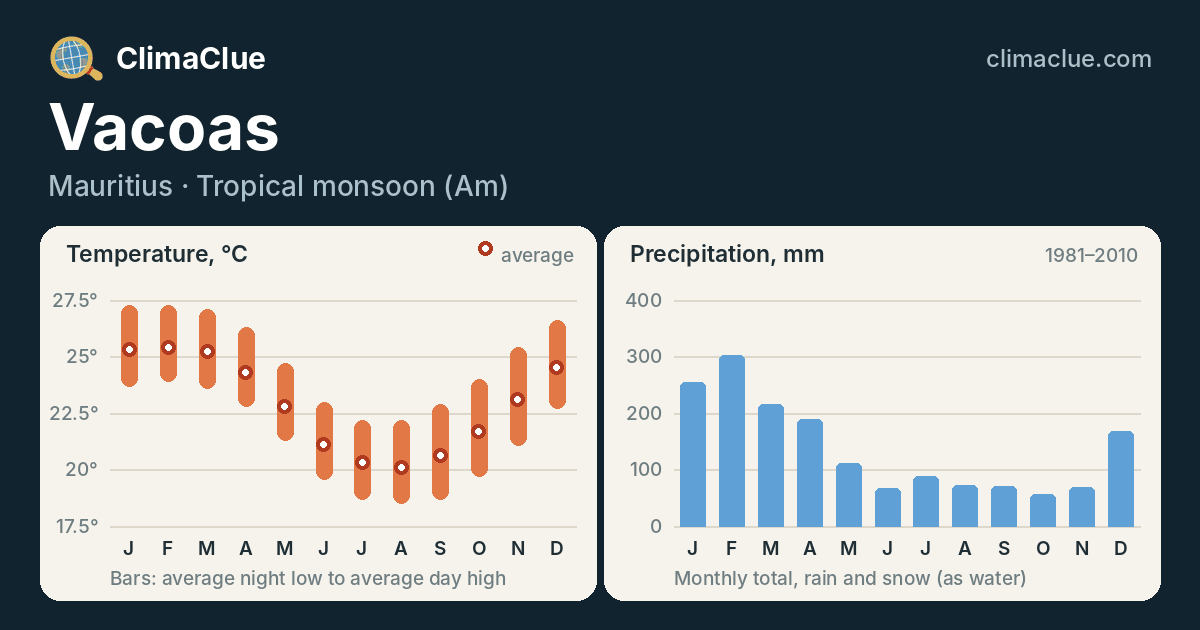 ClimaClue
climaclue.com
Vacoas
Mauritius · Tropical monsoon (Am)
Temperature, °C
average
27.5°
25°
22.5°
20°
17.5°
J F M A M J J A S O N D
Bars: average night low to average day high
Precipitation, mm
1981–2010
400
300
200
100
0
J F M A M J J A S O N D
Monthly total, rain and snow (as water)